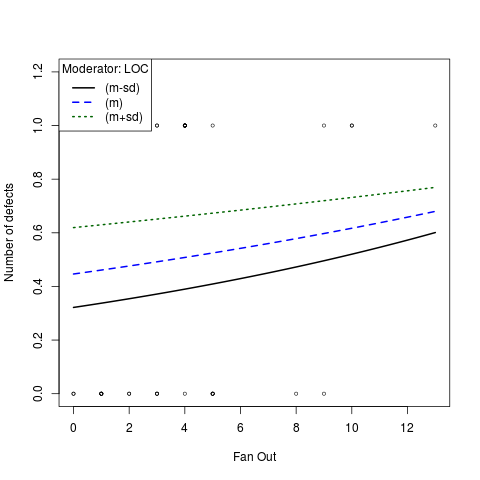 Moderator: LOC
(m-sd)
(m)
(m+sd)
Number of defects
1.2
1.0
0.8
0.6
0.4
0.2
0.0
0 2 4 6 8 10 12
Fan Out